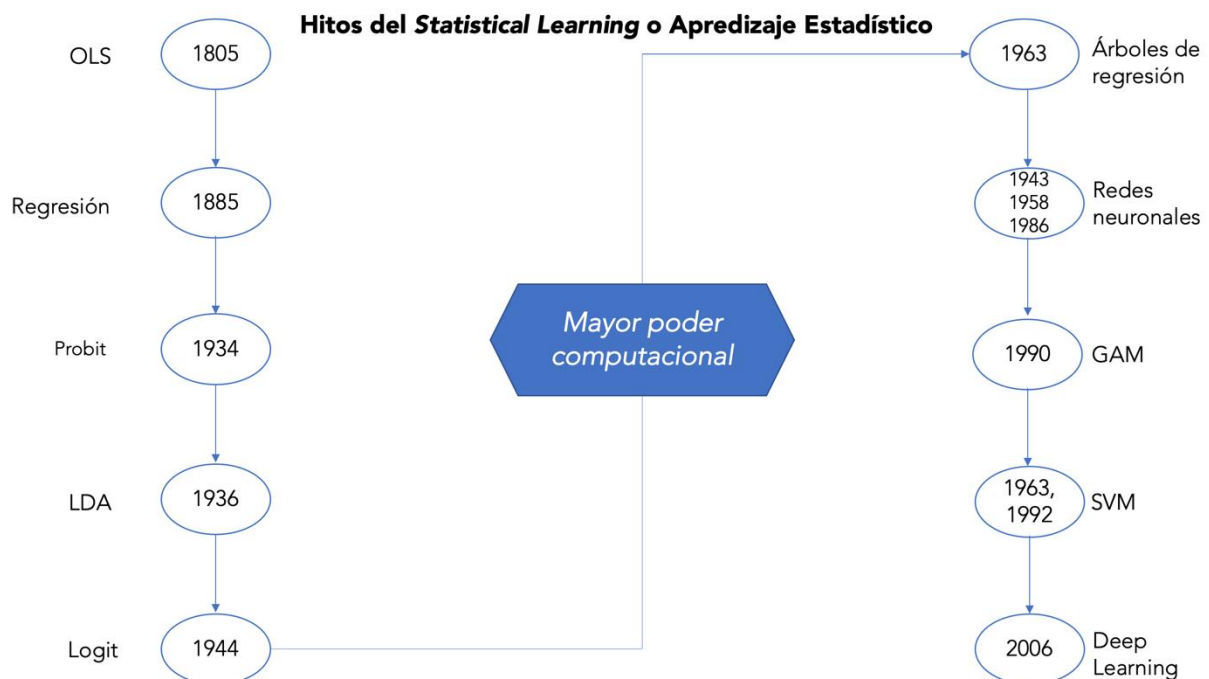 Hitos del Statistical Learning o Apredizaje Estadístico
OLS
1805
Regresión
1885
Probit
1934
LDA
1936
Logit
1944
Mayor poder
computacional
1963
Árboles de
regresión
1943
1958
1986
Redes
neuronales
1990
GAM
1963,
1992
SVM
2006
Deep
Learning